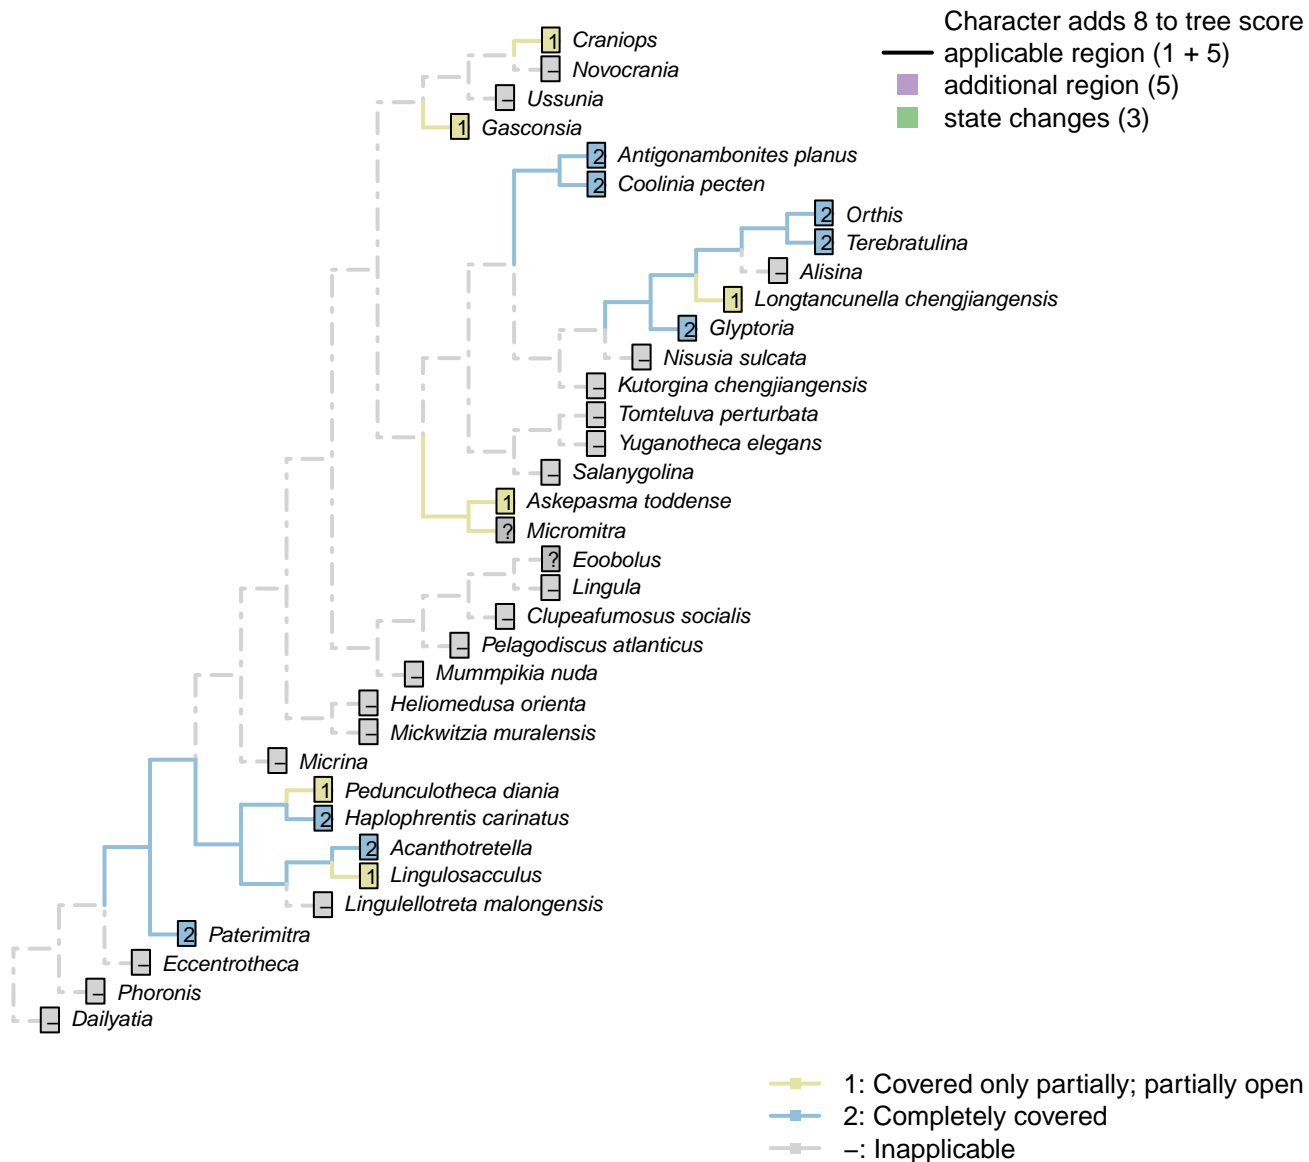 Character adds 8 to tree score
applicable region (1 + 5)
additional region (5)
state changes (3)
1 Craniops
– Novocrania
– Ussunia
1 Gasconsia
2 Antigonambonites planus
2 Coolinia pecten
2 Orthis
2 Terebratulina
– Alisina
1 Longtancunella chengjiangensis
2 Glyptoria
– Nisusia sulcata
– Kutorgina chengjiangensis
– Tomteluva perturbata
– Yuganotheca elegans
– Salanygolina
1 Askepasma toddense
? Micromitra
? Eoobolus
– Lingula
– Clupeafumosus socialis
– Pelagodiscus atlanticus
– Mummpikia nuda
– Heliomedusa orienta
– Mickwitzia muralensis
– Micrina
1 Pedunculotheca diania
2 Haplophrentis carinatus
2 Acanthotretella
1 Lingulosacculus
– Lingulellotreta malongensis
2 Paterimitra
– Eccentrotheca
– Phoronis
– Dailyatia
1: Covered only partially; partially open
2: Completely covered
–: Inapplicable